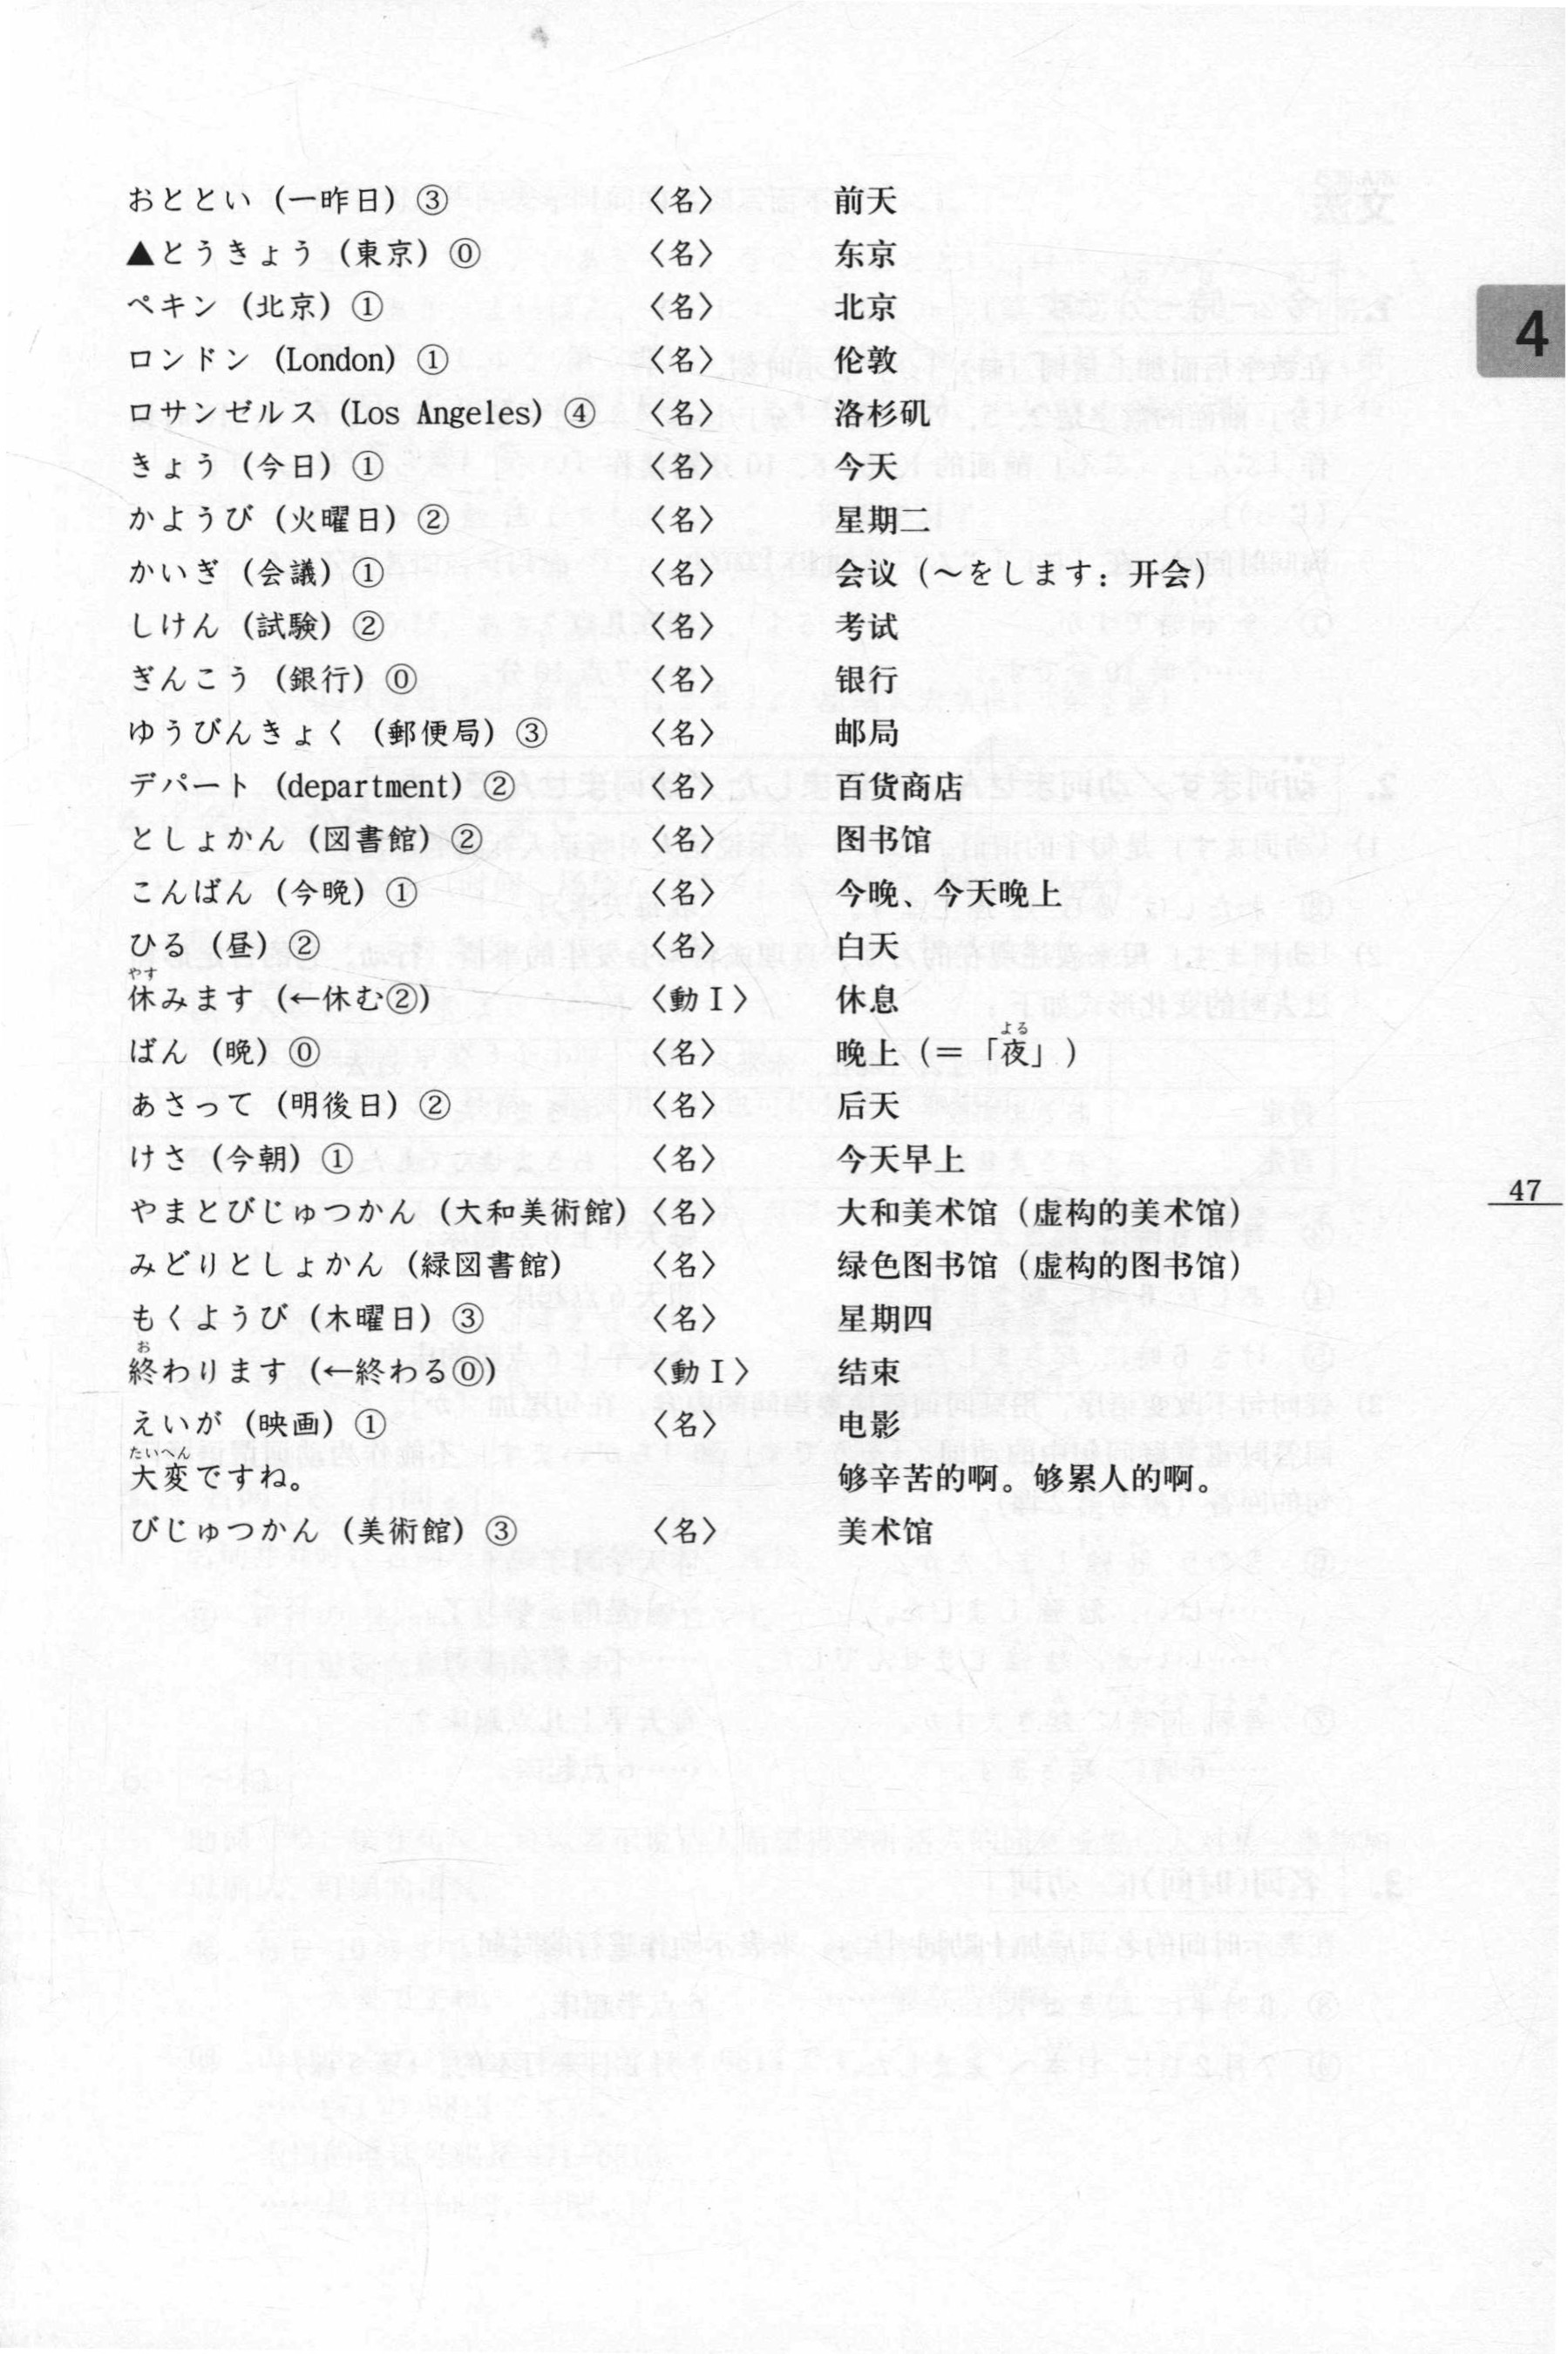 おととい（一昨日）③ 〈名〉 前天
▲とうきょう（東京）⓪ 〈名〉 东京
ペキン（北京）① 〈名〉 北京
ロンドン（London）① 〈名〉 伦敦
ロサンゼルス（Los Angeles）④ 〈名〉 洛杉矶
きょう（今日）① 〈名〉 今天
かようび（火曜日）② 〈名〉 星期二
かいぎ（会議）① 〈名〉 会议（～をします：开会）
しけん（試験）② 〈名〉 考试
ぎんこう（銀行）⓪ 〈名〉 银行
ゆうびんきょく（郵便局）③ 〈名〉 邮局
デパート（department）② 〈名〉 百货商店
としょかん（図書館）② 〈名〉 图书馆
こんばん（今晩）① 〈名〉 今晚、今天晚上
ひる（昼）② 〈名〉 白天
やす
休みます（←休む②） 〈動Ⅰ〉 休息
よる
ばん（晩）⓪ 〈名〉 晚上（＝「夜」）
あさって（明後日）② 〈名〉 后天
けさ（今朝）① 〈名〉 今天早上
やまとびじゅつかん（大和美術館）〈名〉 大和美术馆（虚构的美术馆）
みどりとしょかん（緑図書館） 〈名〉 绿色图书馆（虚构的图书馆）
もくようび（木曜日）③ 〈名〉 星期四
お
終わります（←終わる⓪） 〈動Ⅰ〉 结束
えいが（映画）① 〈名〉 电影
たいへん
大変ですね。 够辛苦的啊。够累人的啊。
びじゅつかん（美術館）③ 〈名〉 美术馆
4
47